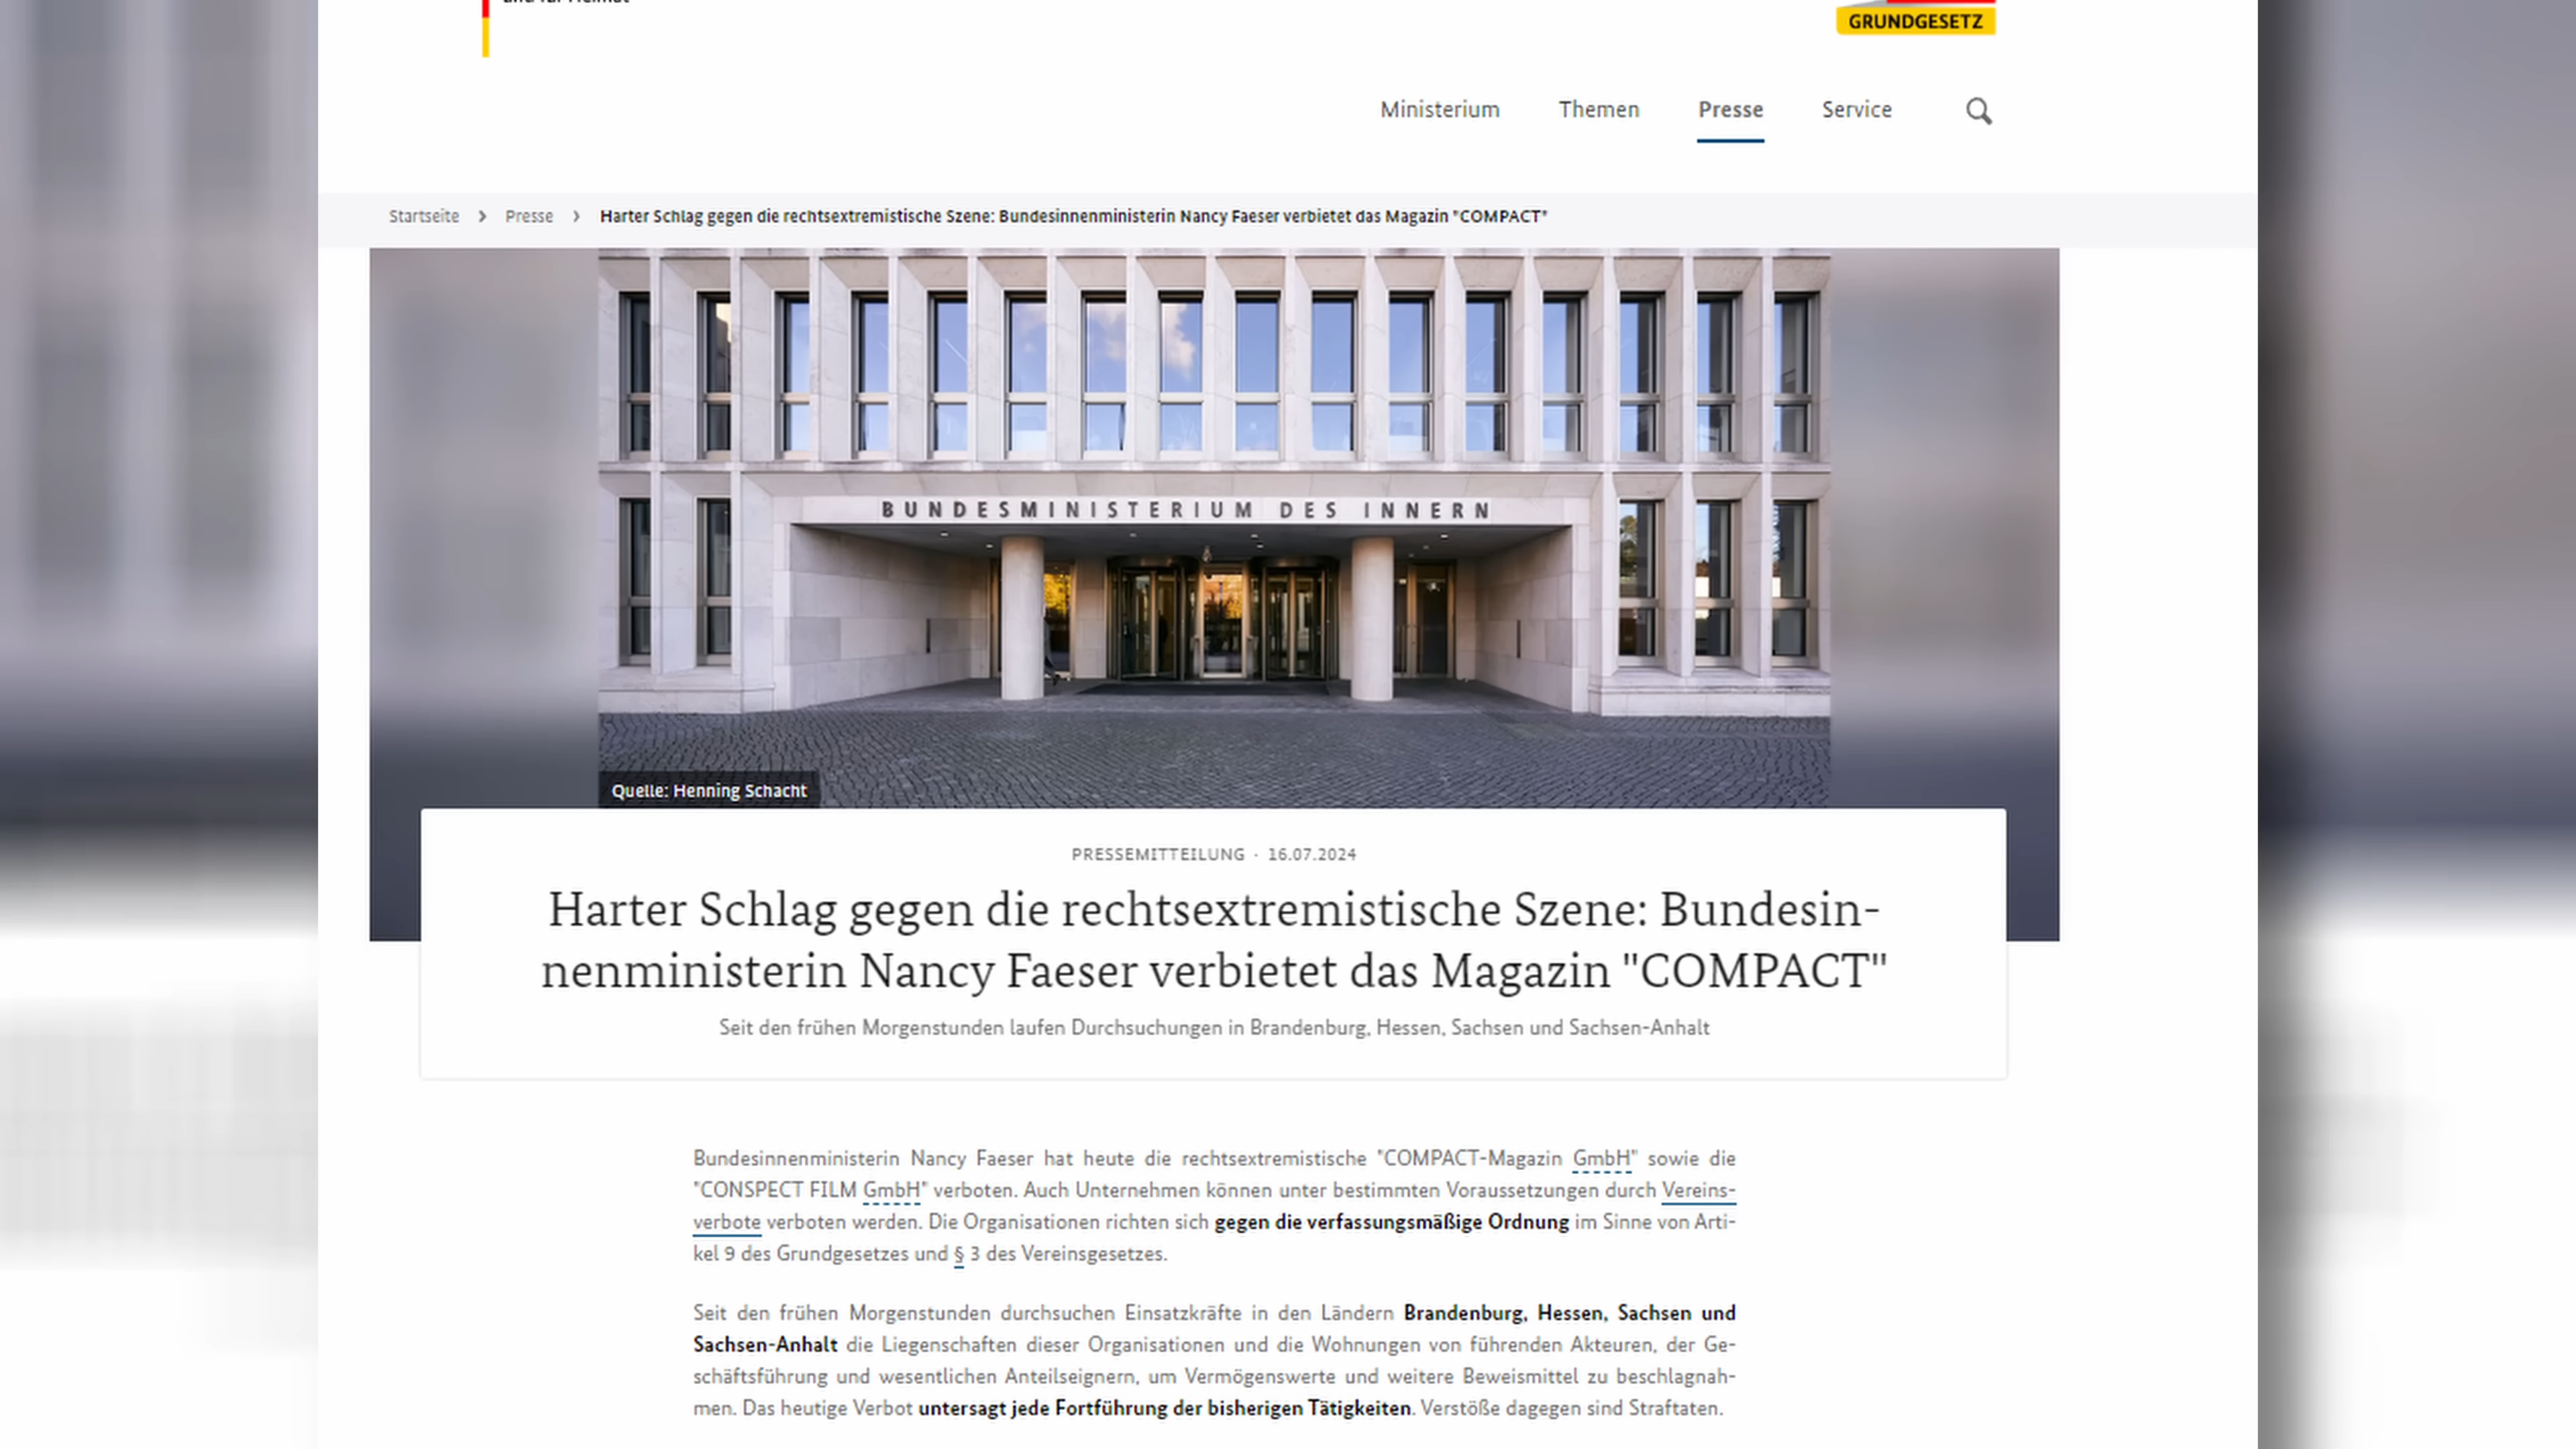 GRUNDGESETZ
Ministerium Themen Presse Service
Startseite > Presse > Harter Schlag gegen die rechtsextremistische Szene: Bundesinnenministerin Nancy Faeser verbietet das Magazin "COMPACT"
BUNDESMINISTERIUM DES INNERN
Quelle: Henning Schacht
PRESSEMITTEILUNG · 16.07.2024
Harter Schlag gegen die rechtsextremistische Szene: Bundesin-
nenministerin Nancy Faeser verbietet das Magazin "COMPACT"
Seit den frühen Morgenstunden laufen Durchsuchungen in Brandenburg, Hessen, Sachsen und Sachsen-Anhalt
Bundesinnenministerin Nancy Faeser hat heute die rechtsextremistische "COMPACT-Magazin GmbH" sowie die
"CONSPECT FILM GmbH" verboten. Auch Unternehmen können unter bestimmten Voraussetzungen durch Vereins-
verbote verboten werden. Die Organisationen richten sich gegen die verfassungsmäßige Ordnung im Sinne von Arti-
kel 9 des Grundgesetzes und § 3 des Vereinsgesetzes.
Seit den frühen Morgenstunden durchsuchen Einsatzkräfte in den Ländern Brandenburg, Hessen, Sachsen und
Sachsen-Anhalt die Liegenschaften dieser Organisationen und die Wohnungen von führenden Akteuren, der Ge-
schäftsführung und wesentlichen Anteilseignern, um Vermögenswerte und weitere Beweismittel zu beschlagnah-
men. Das heutige Verbot untersagt jede Fortführung der bisherigen Tätigkeiten. Verstöße dagegen sind Straftaten.